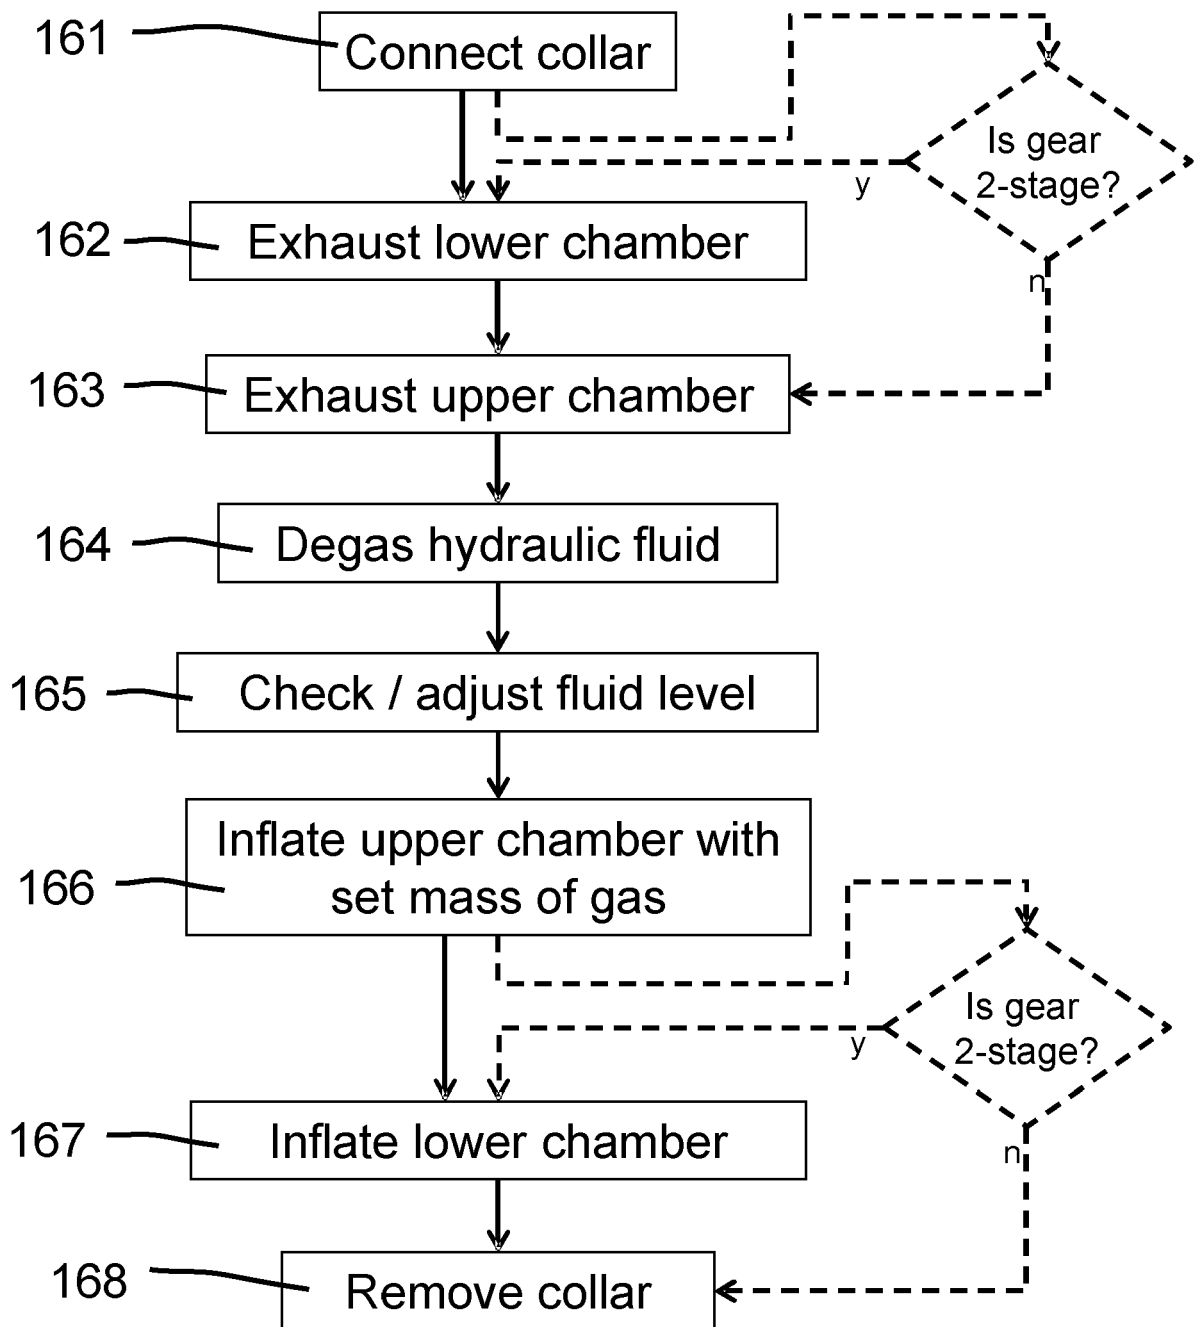 161
Connect collar
Is gear
2-stage?
y
n
162
Exhaust lower chamber
163
Exhaust upper chamber
164
Degas hydraulic fluid
165
Check / adjust fluid level
166
Inflate upper chamber with
set mass of gas
Is gear
2-stage?
y
n
167
Inflate lower chamber
168
Remove collar